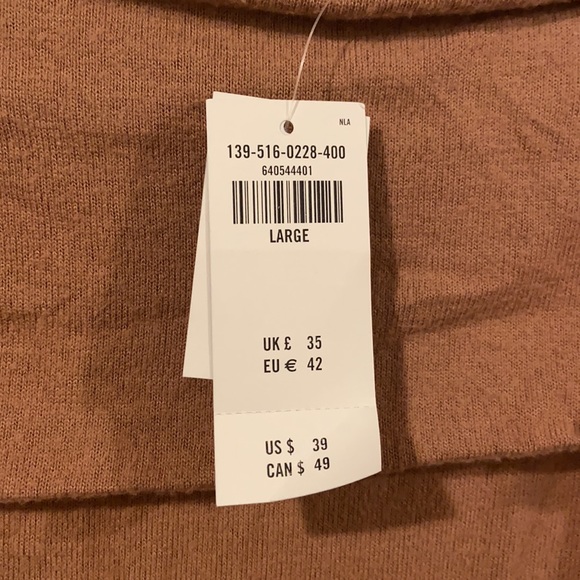 NLA
139-516-0228-400
640544401
LARGE
UK £ 35
EU € 42
US $ 39
CAN $ 49